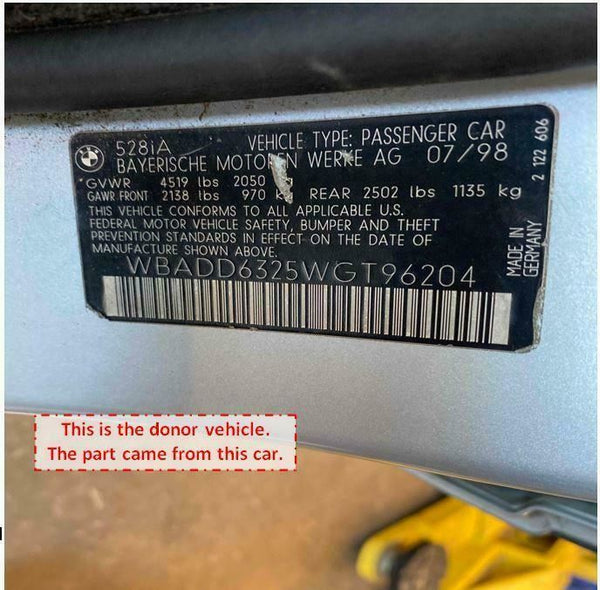 528iA VEHICLE TYPE: PASSENGER CAR
BAYERISCHE MOTOREN WERKE AG 07/98
*GVWR 4519 lbs 2050
GAWR FRONT 2138 lbs 970 kg REAR 2502 lbs 1135 kg
THIS VEHICLE CONFORMS TO ALL APPLICABLE U.S.
FEDERAL MOTOR VEHICLE SAFETY, BUMPER AND THEFT
PREVENTION STANDARDS IN EFFECT ON THE DATE OF
MANUFACTURE SHOWN ABOVE.
WBADD6325WGT96204
MADE IN
GERMANY
2 122 606
This is the donor vehicle.
The part came from this car.